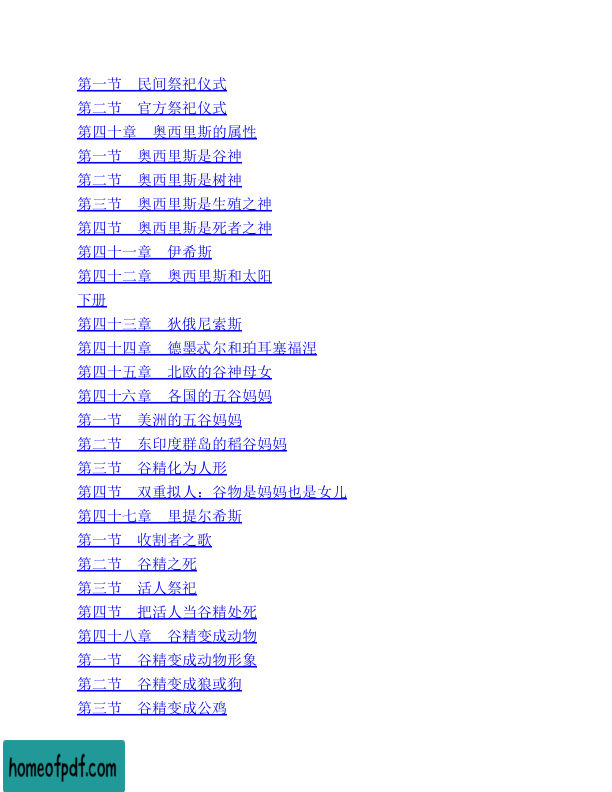 第一节　民间祭祀仪式
第二节　官方祭祀仪式
第四十章　奥西里斯的属性
第一节　奥西里斯是谷神
第二节　奥西里斯是树神
第三节　奥西里斯是生殖之神
第四节　奥西里斯是死者之神
第四十一章　伊希斯
第四十二章　奥西里斯和太阳
下册
第四十三章　狄俄尼索斯
第四十四章　德墨忒尔和珀耳塞福涅
第四十五章　北欧的谷神母女
第四十六章　各国的五谷妈妈
第一节　美洲的五谷妈妈
第二节　东印度群岛的稻谷妈妈
第三节　谷精化为人形
第四节　双重拟人：谷物是妈妈也是女儿
第四十七章　里提尔希斯
第一节　收割者之歌
第二节　谷精之死
第三节　活人祭祀
第四节　把活人当谷精处死
第四十八章　谷精变成动物
第一节　谷精变成动物形象
第二节　谷精变成狼或狗
第三节　谷精变成公鸡
homeofpdf.com